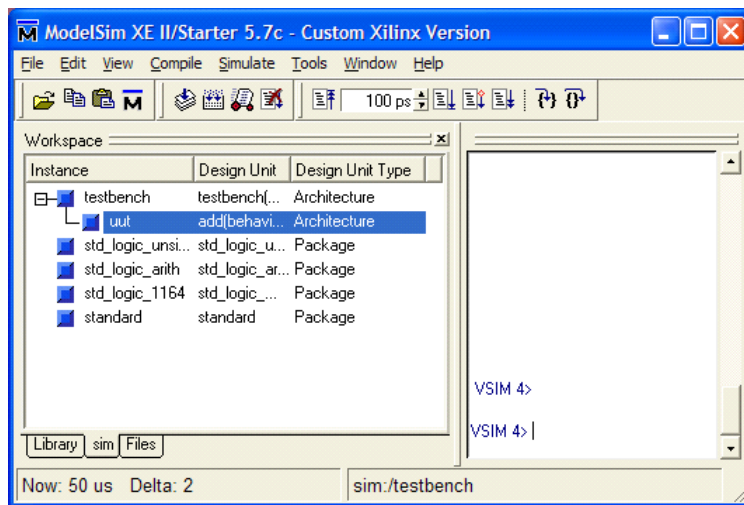 ModelSim XE II/Starter 5.7c - Custom Xilinx Version
File Edit View Compile Simulate Tools Window Help
100 ps
Workspace
Instance Design Unit Design Unit Type
testbench testbench(... Architecture
uut add(behavi... Architecture
std_logic_unsi... std_logic_u... Package
std_logic_arith std_logic_ar... Package
std_logic_1164 std_logic_... Package
standard standard Package
VSIM 4>
VSIM 4>
Library sim Files
Now: 50 us Delta: 2 sim:/testbench